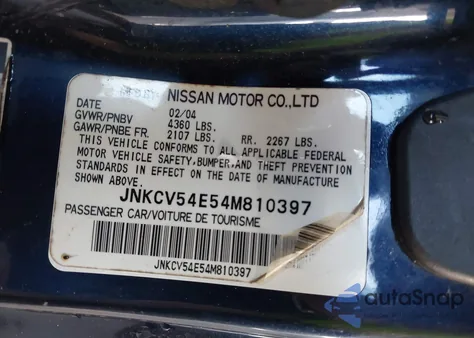 NISSAN MOTOR CO.,LTD
DATE 02/04
GVWR/PNBV 4360 LBS.
GAWR/PNBE FR. 2107 LBS. RR. 2267 LBS.
THIS VEHICLE CONFORMS TO ALL APPLICABLE FEDERAL
MOTOR VEHICLE SAFETY,BUMPER,AND THEFT PREVENTION
STANDARDS IN EFFECT ON THE DATE OF MANUFACTURE
SHOWN ABOVE.
JNKCV54E54M810397
PASSENGER CAR/VOITURE DE TOURISME
JNKCV54E54M810397
autoSnap